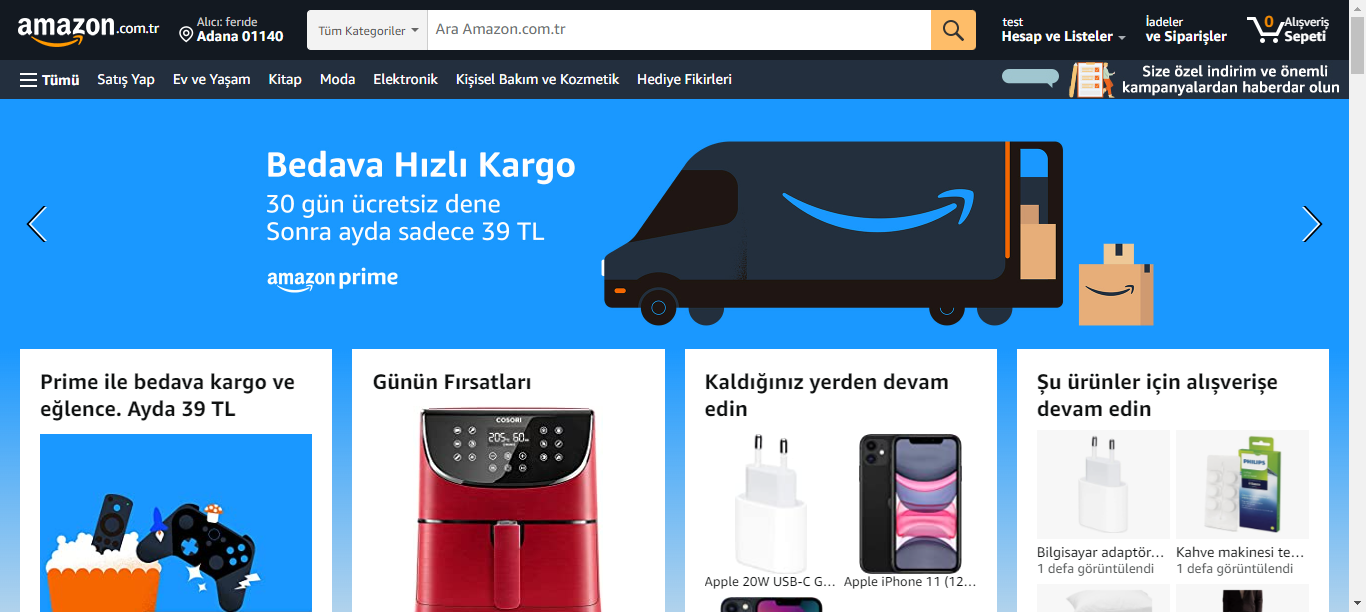 amazon.com.tr
Alıcı: ferıde
Adana 01140
Tüm Kategoriler
Ara Amazon.com.tr
test
Hesap ve Listeler
İadeler
ve Siparişler
0
Alışveriş
Sepeti
Tümü
Satış Yap
Ev ve Yaşam
Kitap
Moda
Elektronik
Kişisel Bakım ve Kozmetik
Hediye Fikirleri
Size özel indirim ve önemli
kampanyalardan haberdar olun
Bedava Hızlı Kargo
30 gün ücretsiz dene
Sonra ayda sadece 39 TL
amazon prime
Prime ile bedava kargo ve
eğlence. Ayda 39 TL
Günün Fırsatları
COSORI
205 60
Kaldığınız yerden devam
edin
Apple 20W USB-C G...
Apple iPhone 11 (12...
Şu ürünler için alışverişe
devam edin
PHILIPS
Bilgisayar adaptör...
1 defa görüntülendi
Kahve makinesi te...
1 defa görüntülendi